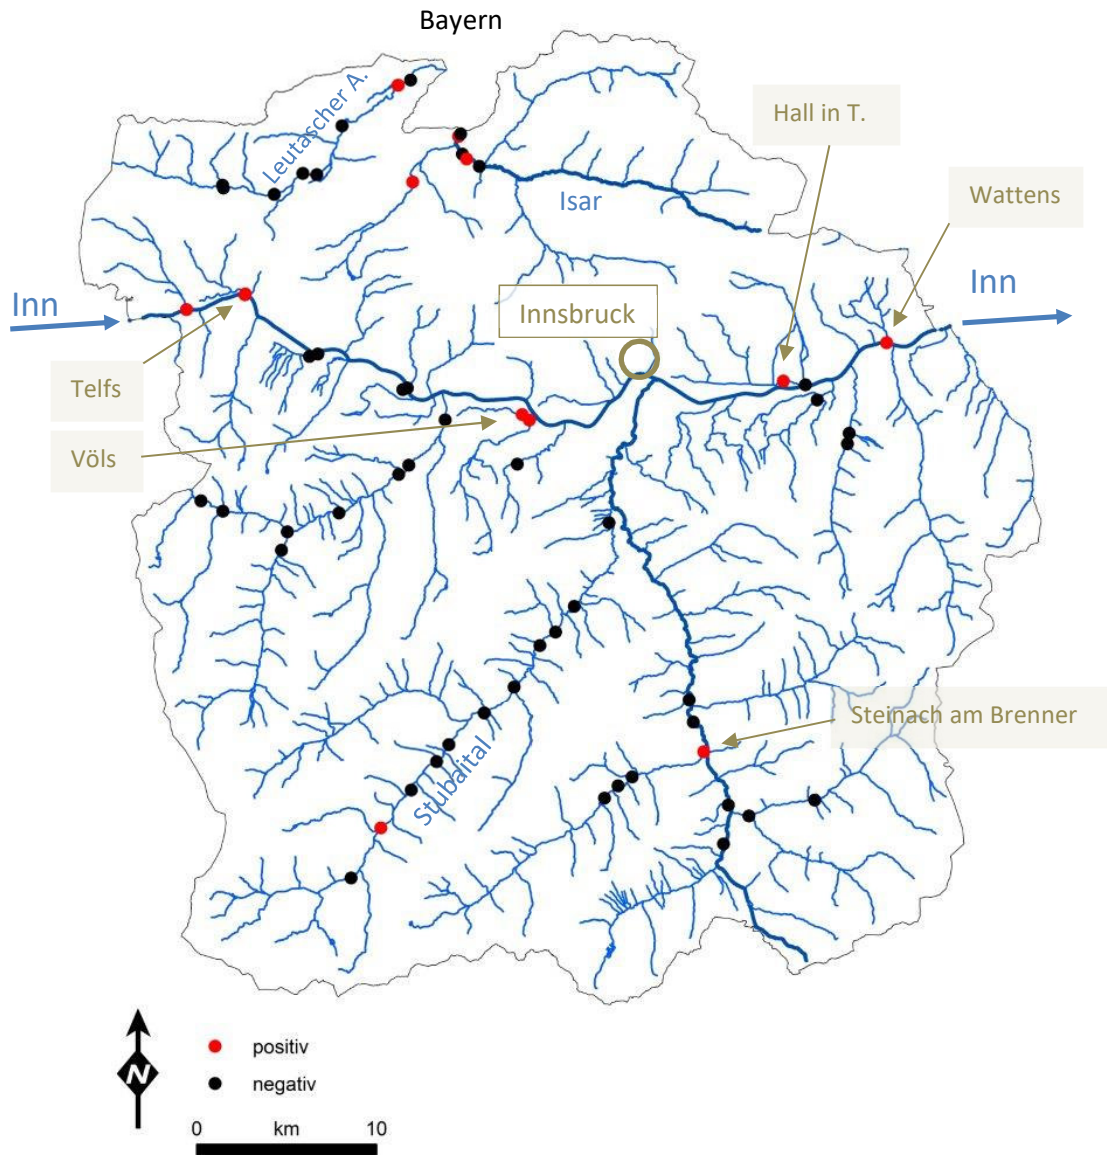 Bayern
Leutascher A.
Hall in T.
Isar
Wattens
Inn
Inn
Innsbruck
Telfs
Völs
Steinach am Brenner
Stubaital
N
positiv
negativ
0 km 10